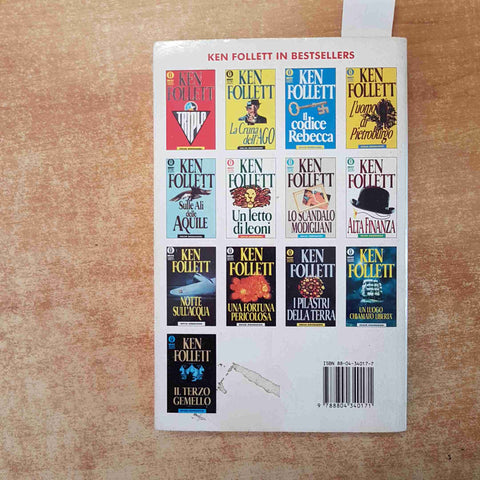 KEN FOLLETT IN BESTSELLERS
KEN
FOLLETT
TRIPLO
KEN
FOLLETT
La Cruna
dell'AGO
KEN
FOLLETT
Il
codice
Rebecca
KEN
FOLLETT
L'uomo
di
Pietroburgo
KEN
FOLLETT
Sulle Ali
delle
AQUILE
KEN
FOLLETT
Un letto
di leoni
KEN
FOLLETT
LO SCANDALO
MODIGLIANI
KEN
FOLLETT
ALTA FINANZA
KEN
FOLLETT
NOTTE
SULL'ACQUA
KEN
FOLLETT
UNA FORTUNA
PERICOLOSA
KEN
FOLLETT
I PILASTRI
DELLA TERRA
KEN
FOLLETT
UN LUOGO
CHIAMATO LIBERTÀ
KEN
FOLLETT
IL TERZO
GEMELLO
ISBN 88-04-34017-7
9 788804 340171